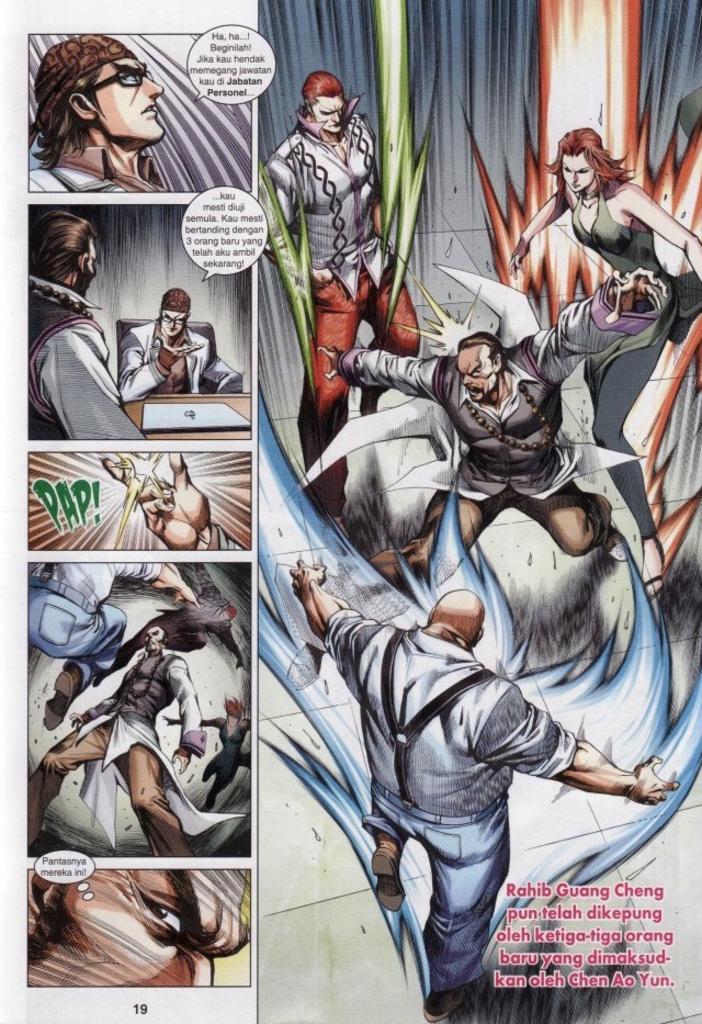 Ha, ha...!
Beginilah!
Jika kau hendak
memegang jawatan
kau di Jabatan
Personel...
...kau
mesti diuji
semula. Kau mesti
bertanding dengan
3 orang baru yang
telah aku ambil
sekarang!
PAP!
Pantasnya
mereka ini!
Rahib Guang Cheng
pun telah dikepung
oleh ketiga-tiga orang
baru yang dimaksud-
kan oleh Chen Ao Yun.
19